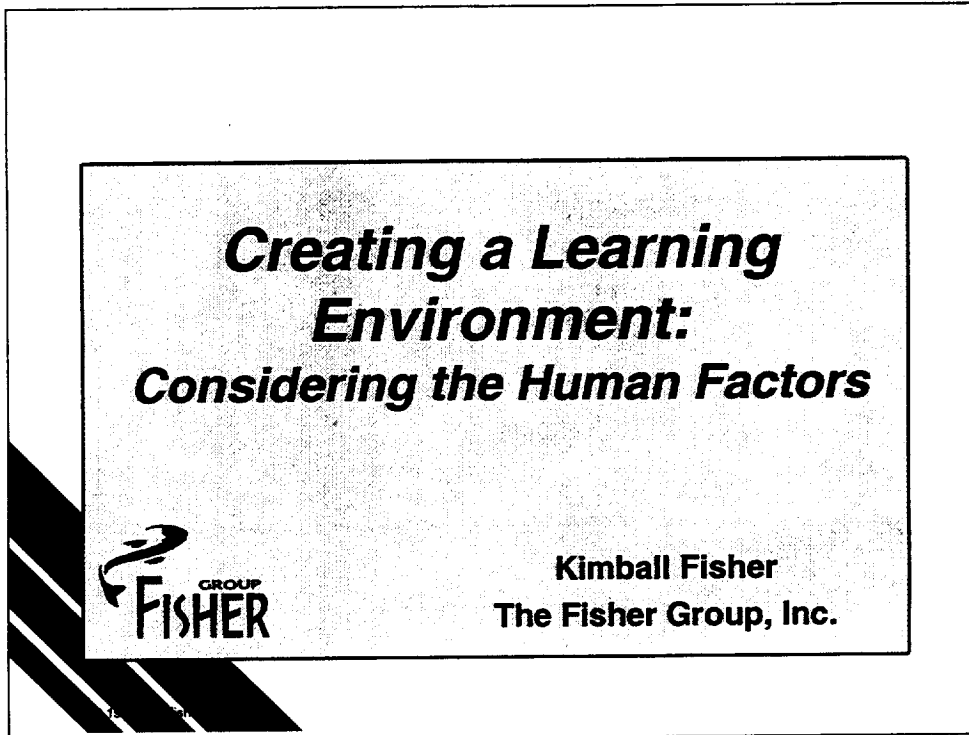 Creating a Learning
Environment:
Considering the Human Factors
Kimball Fisher
The Fisher Group, Inc.
GROUP
FISHER